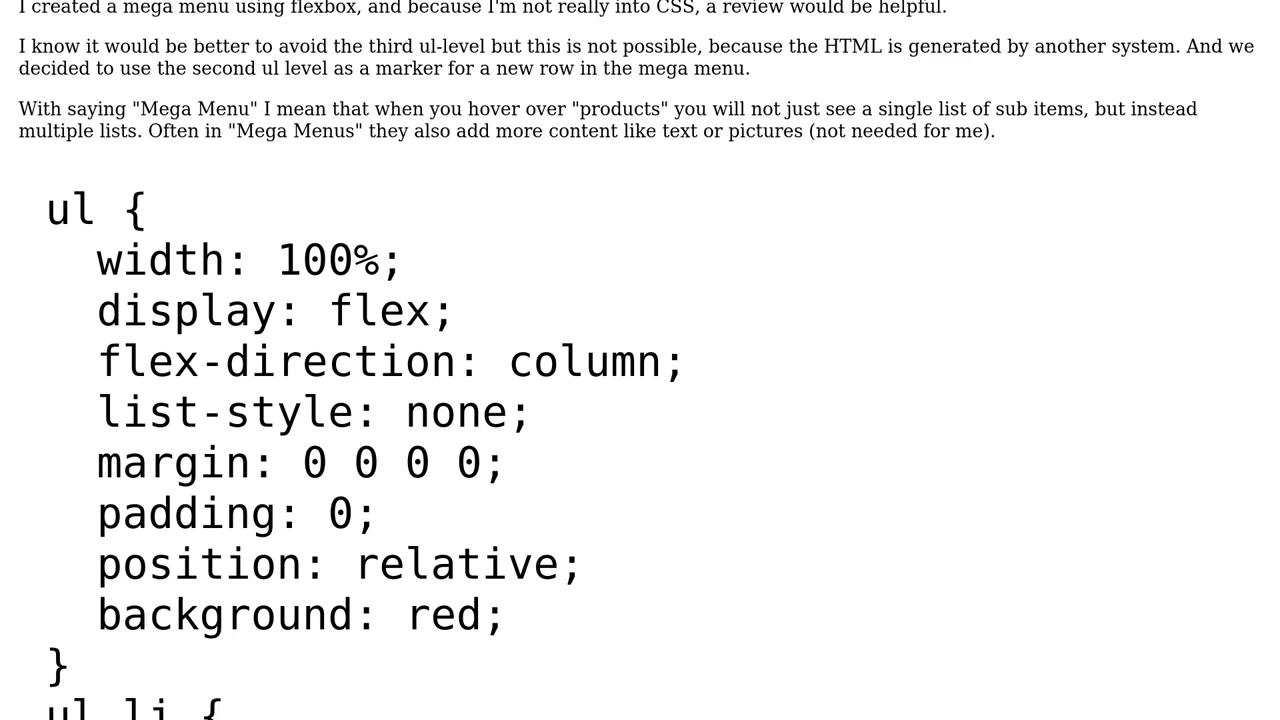 I created a mega menu using flexbox, and because I'm not really into CSS, a review would be helpful.
I know it would be better to avoid the third ul-level but this is not possible, because the HTML is generated by another system. And we
decided to use the second ul level as a marker for a new row in the mega menu.
With saying "Mega Menu" I mean that when you hover over "products" you will not just see a single list of sub items, but instead
multiple lists. Often in "Mega Menus" they also add more content like text or pictures (not needed for me).
ul {
  width: 100%;
  display: flex;
  flex-direction: column;
  list-style: none;
  margin: 0 0 0 0;
  padding: 0;
  position: relative;
  background: red;
}
ul li {